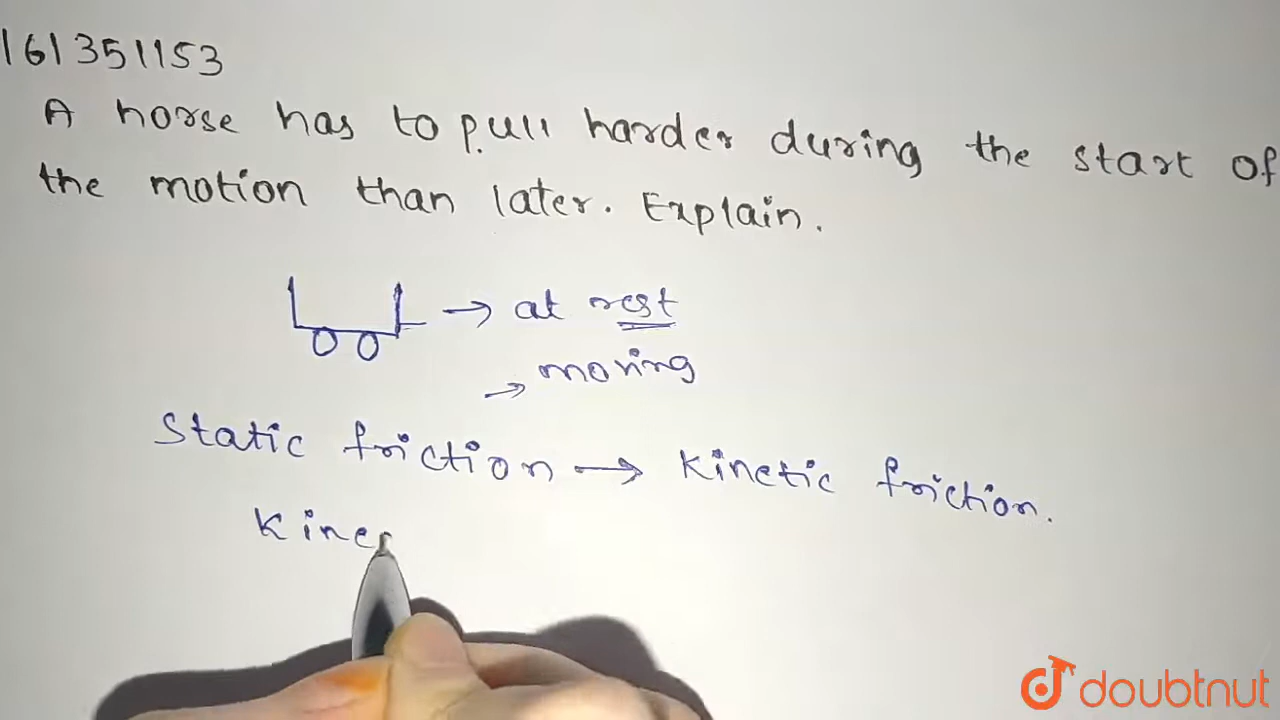 161351153
A horse has to pull harder during the start of
the motion than later. Explain.
→ at rest
→ moving
Static friction → Kinetic friction.
Kine
doubtnut